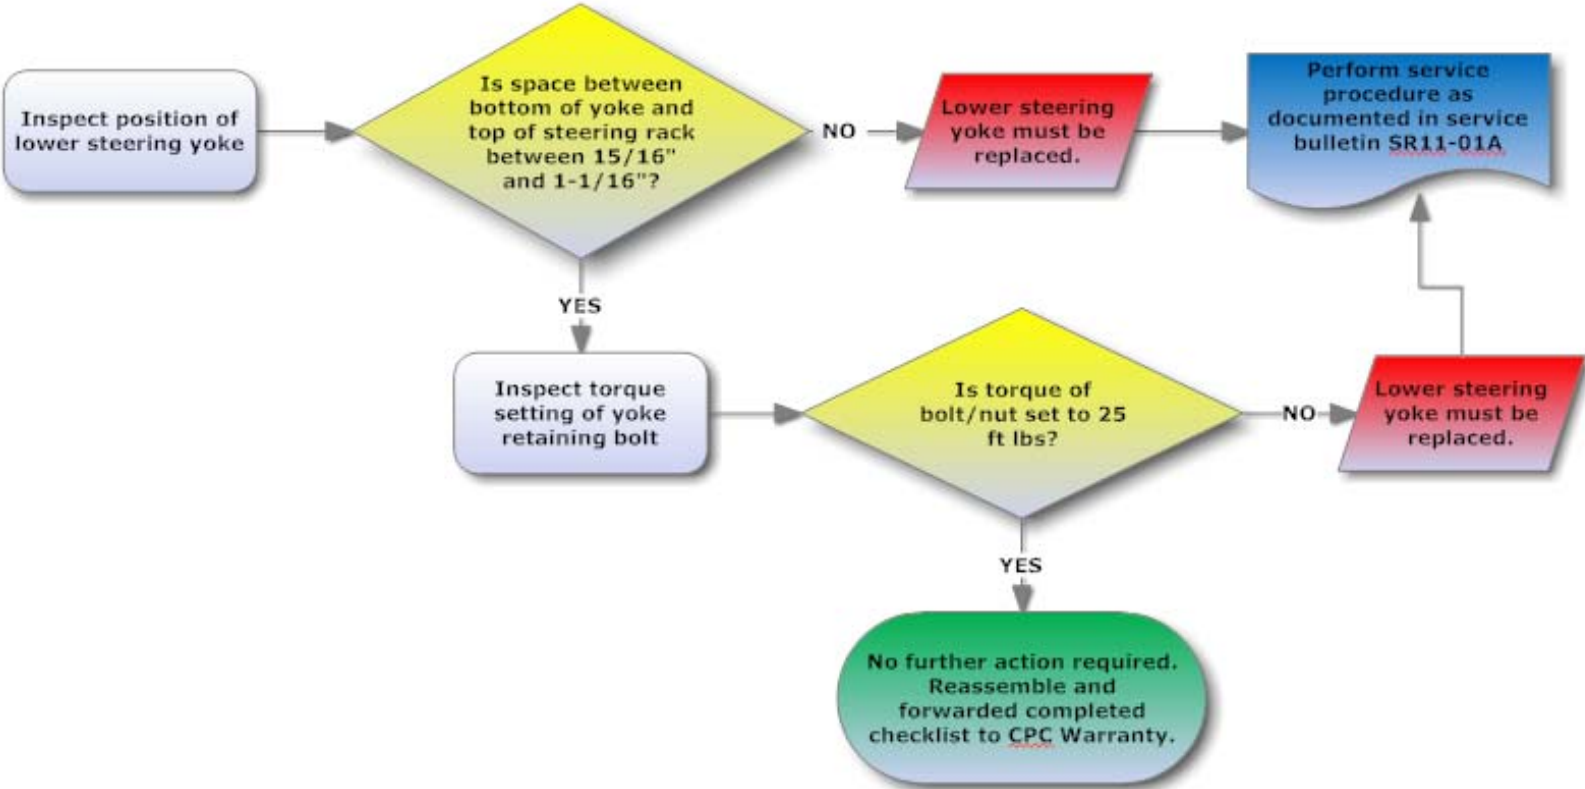 Inspect position of
lower steering yoke
Is space between
bottom of yoke and
top of steering rack
between 15/16"
and 1-1/16"?
NO
Lower steering
yoke must be
replaced.
Perform service
procedure as
documented in service
bulletin SR11-01A
YES
Inspect torque
setting of yoke
retaining bolt
Is torque of
bolt/nut set to 25
ft lbs?
NO
Lower steering
yoke must be
replaced.
YES
No further action required.
Reassemble and
forwarded completed
checklist to CPC Warranty.